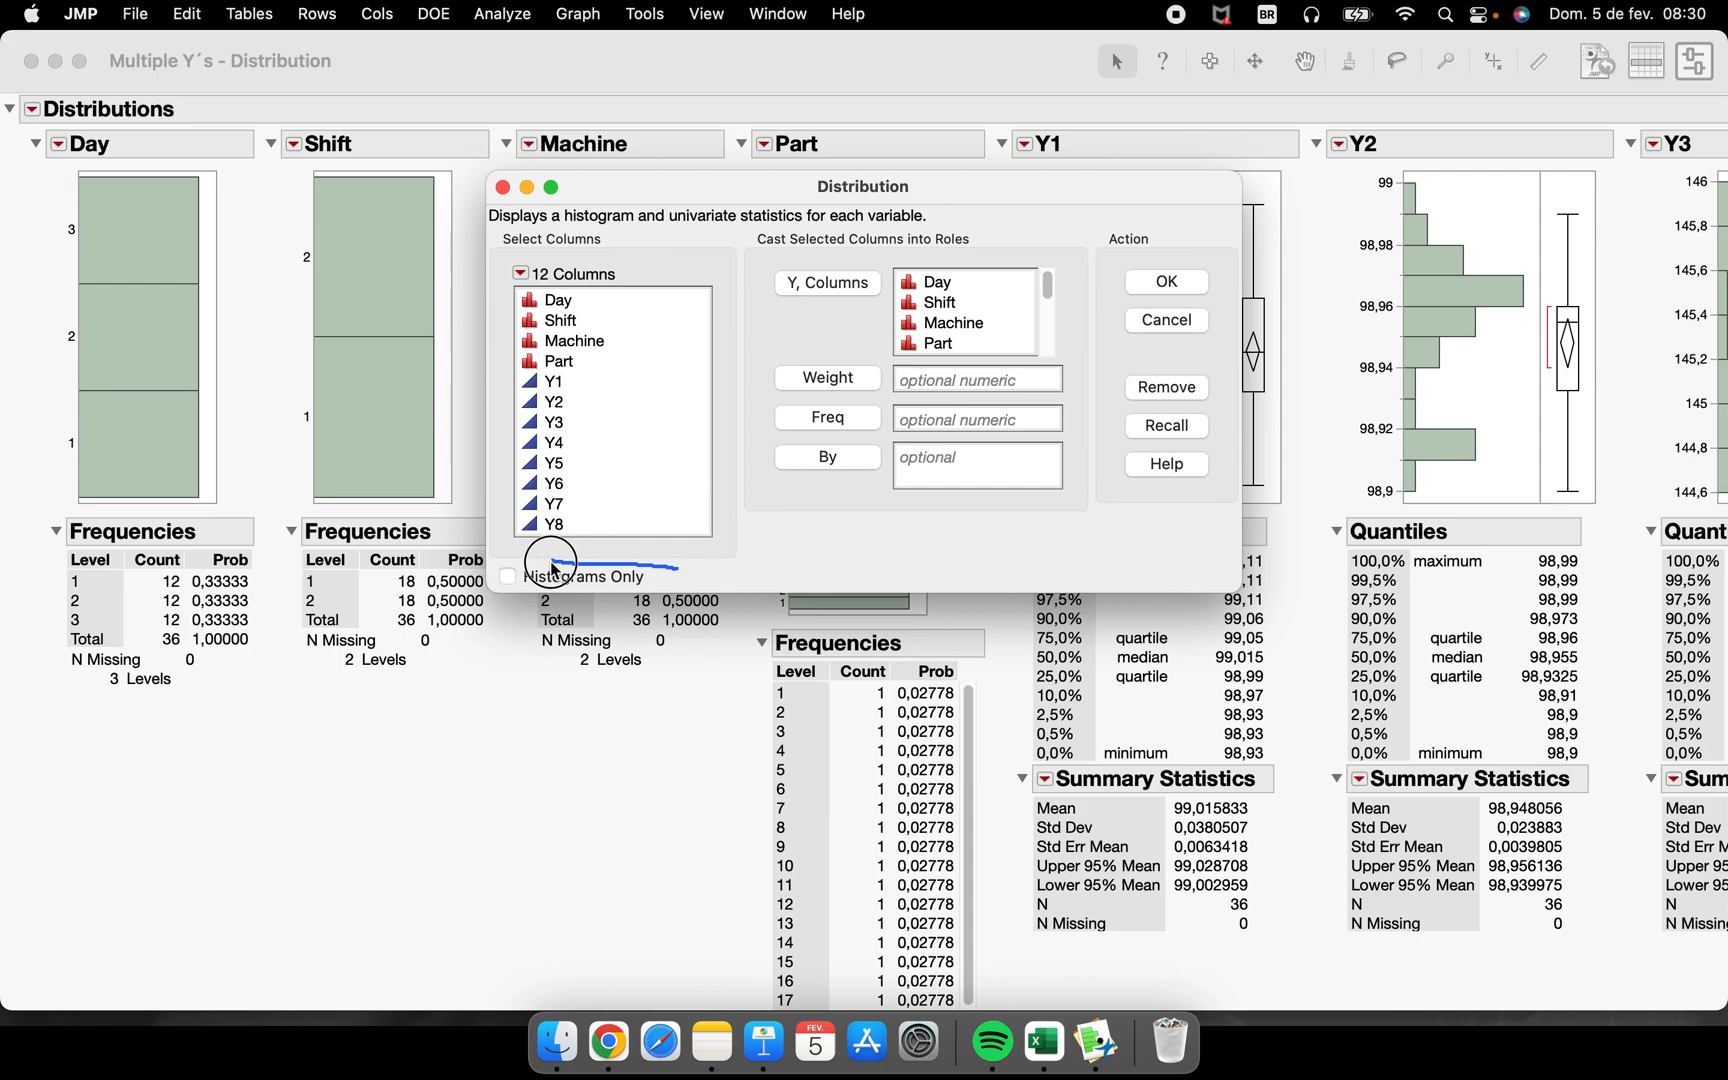 JMP File Edit Tables Rows Cols DOE Analyze Graph Tools View Window Help BR Dom. 5 de fev. 08:30
Multiple Y´s - Distribution
Distributions
Day Shift Machine Part Y1 Y2 Y3
3
2
1
2
1
Distribution
Displays a histogram and univariate statistics for each variable.
Select Columns
12 Columns
Day
Shift
Machine
Part
Y1
Y2
Y3
Y4
Y5
Y6
Y7
Y8
Histograms Only
Cast Selected Columns into Roles
Y, Columns
Day
Shift
Machine
Part
Weight optional numeric
Freq optional numeric
By optional
Action
OK
Cancel
Remove
Recall
Help
99
98,98
98,96
98,94
98,92
98,9
146
145,8
145,6
145,4
145,2
145
144,8
144,6
Frequencies
Level Count Prob
1 12 0,33333
2 12 0,33333
3 12 0,33333
Total 36 1,00000
N Missing 0
3 Levels
Frequencies
Level Count Prob
1 18 0,50000
2 18 0,50000
Total 36 1,00000
N Missing 0
2 Levels
2 18 0,50000
Total 36 1,00000
N Missing 0
2 Levels
1
Frequencies
Level Count Prob
1 1 0,02778
2 1 0,02778
3 1 0,02778
4 1 0,02778
5 1 0,02778
6 1 0,02778
7 1 0,02778
8 1 0,02778
9 1 0,02778
10 1 0,02778
11 1 0,02778
12 1 0,02778
13 1 0,02778
14 1 0,02778
15 1 0,02778
16 1 0,02778
17 1 0,02778
,11
,11
97,5% 99,11
90,0% 99,06
75,0% quartile 99,05
50,0% median 99,015
25,0% quartile 98,99
10,0% 98,97
2,5% 98,93
0,5% 98,93
0,0% minimum 98,93
Summary Statistics
Mean 99,015833
Std Dev 0,0380507
Std Err Mean 0,0063418
Upper 95% Mean 99,028708
Lower 95% Mean 99,002959
N 36
N Missing 0
Quantiles
100,0% maximum 98,99
99,5% 98,99
97,5% 98,99
90,0% 98,973
75,0% quartile 98,96
50,0% median 98,955
25,0% quartile 98,9325
10,0% 98,91
2,5% 98,9
0,5% 98,9
0,0% minimum 98,9
Summary Statistics
Mean 98,948056
Std Dev 0,023883
Std Err Mean 0,0039805
Upper 95% Mean 98,956136
Lower 95% Mean 98,939975
N 36
N Missing 0
Quant
100,0%
99,5%
97,5%
90,0%
75,0%
50,0%
25,0%
10,0%
2,5%
0,5%
0,0%
Sum
Mean
Std Dev
Std Err M
Upper 95
Lower 95
N
N Missin
FEV.
5